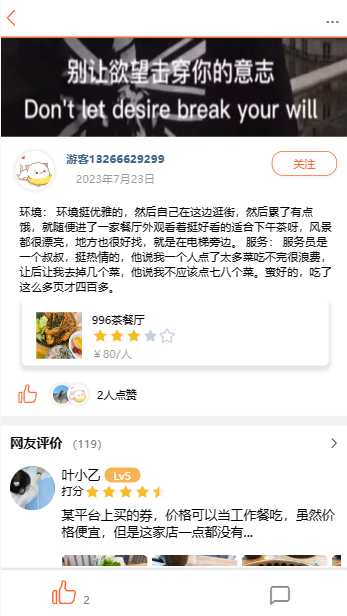 别让欲望击穿你的意志
Don't let desire break your will
游客13266629299
关注
2023年7月23日
环境： 环境挺优雅的，然后自己在这边逛街，然后累了有点
饿，就随便进了一家餐厅外观看着挺好看的适合下午茶呀，风景
都很漂亮，地方也很好找，就是在电梯旁边。 服务： 服务员是
一个叔叔，挺热情的，他说我一个人点了太多菜吃不完很浪费，
让后让我去掉几个菜，他说我不应该点七八个菜。蛮好的，吃了
这么多页才四百多。
996茶餐厅
￥80/人
2人点赞
网友评价 （119）
叶小乙 Lv5
打分
某平台上买的券，价格可以当工作餐吃，虽然价
格便宜，但是这家店一点都没有...
2